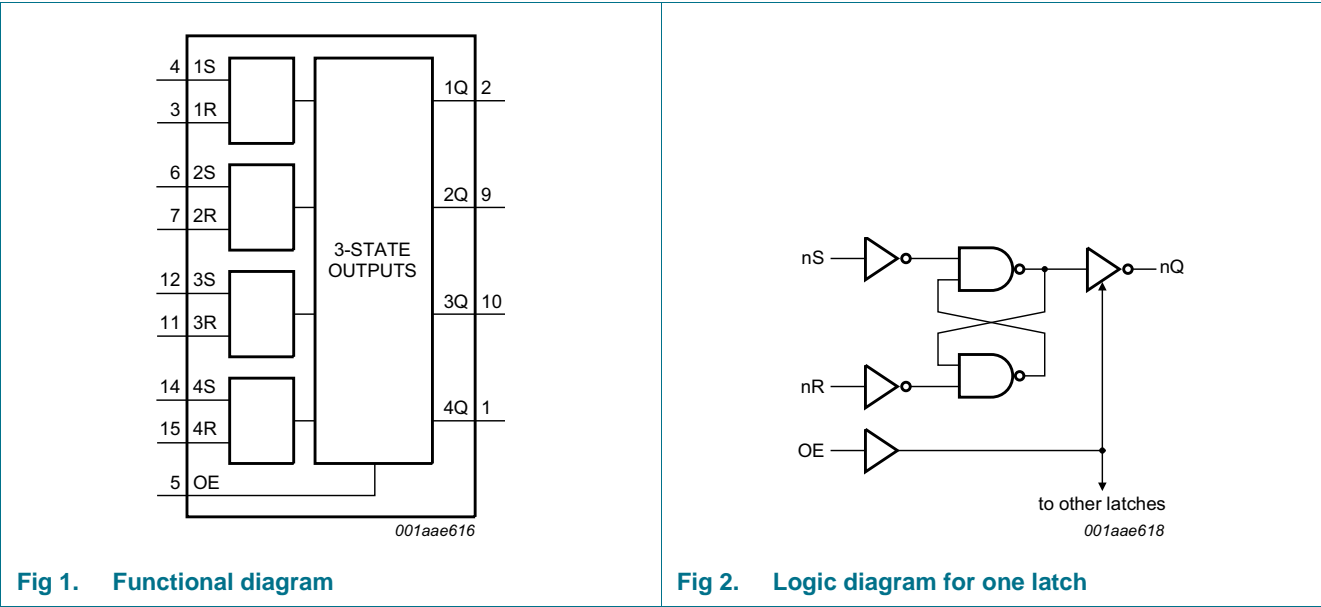 4 1S
3 1R
1Q 2
6 2S
7 2R
2Q 9
3-STATE
OUTPUTS
12 3S
11 3R
3Q 10
14 4S
15 4R
4Q 1
5 OE
001aae616
Fig 1. Functional diagram
nS
nQ
nR
OE
to other latches
001aae618
Fig 2. Logic diagram for one latch